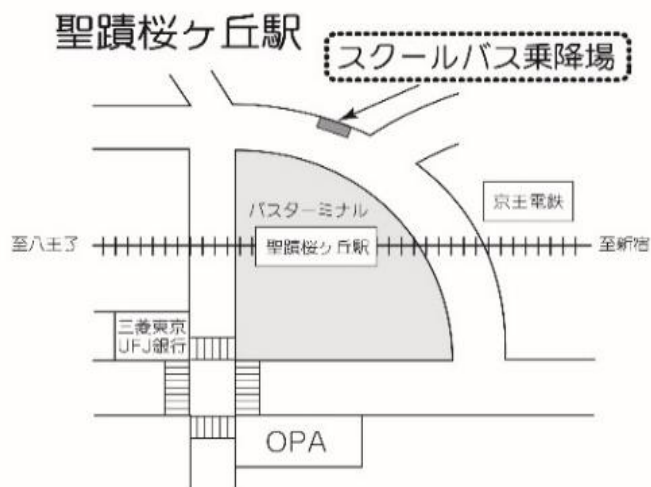 聖蹟桜ヶ丘駅
スクールバス乗降場
バスターミナル
京王電鉄
至八王子
聖蹟桜ヶ丘駅
至新宿
三菱東京
UFJ銀行
OPA